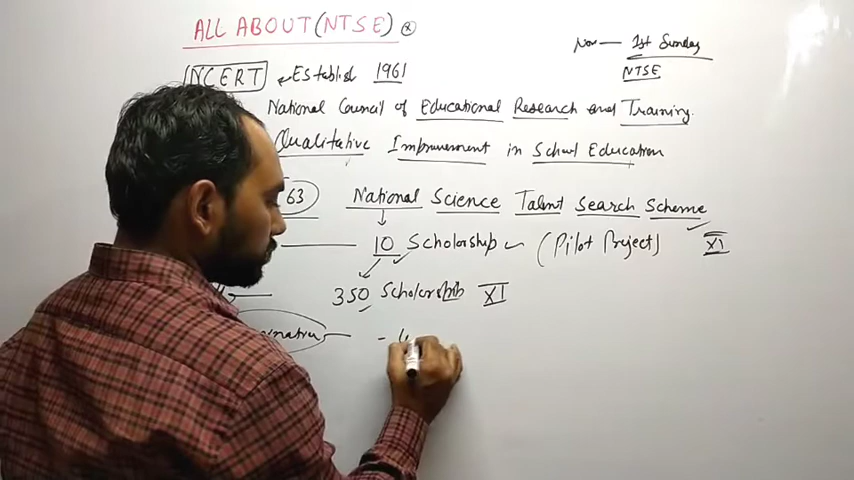 ALL ABOUT (NTSE)
Nov — 1st Sunday
NTSE
NCERT Establish 1961
National Council of Educational Research and Training.
Qualitative Improvement in School Education
63 National Science Talent Search Scheme
10 Scholarship (Pilot Project) XI
350 Scholarship XI